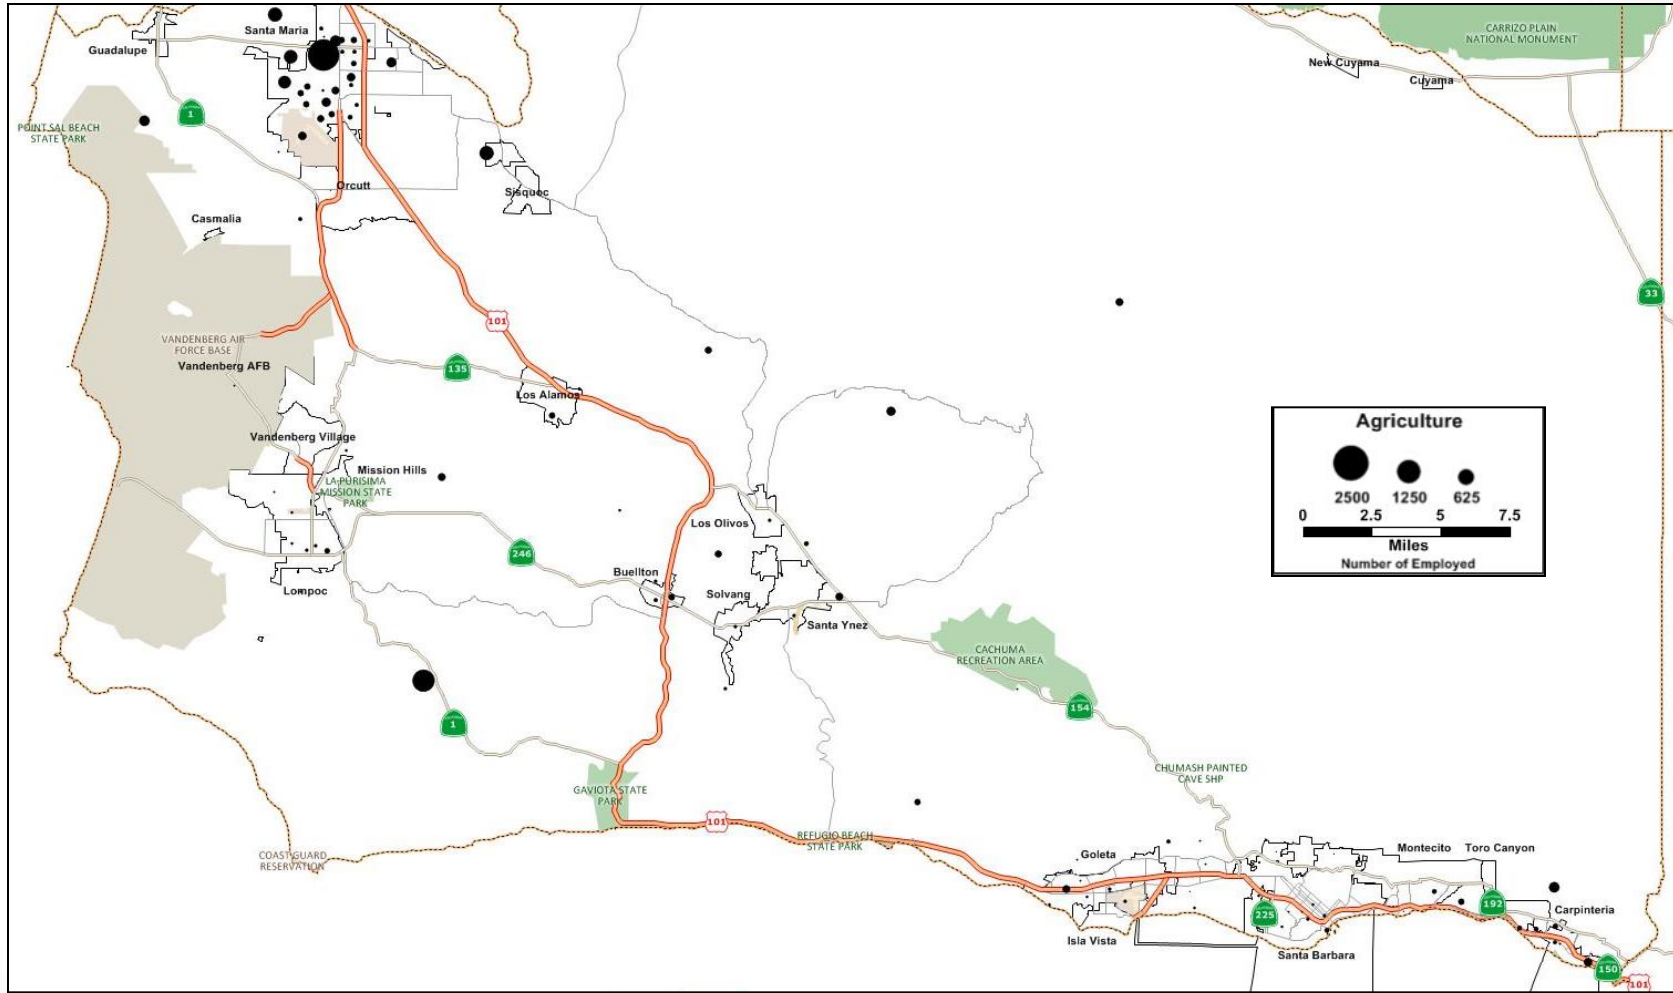 CARRIZO PLAIN
NATIONAL MONUMENT
Santa Maria
Guadalupe
New Cuyama
Cuyama
1
POINT SAL BEACH
STATE PARK
Orcutt
Sisquoc
Casmalia
33
101
VANDENBERG AIR
FORCE BASE
Vandenberg AFB
135
Los Alamos
Agriculture
2500 1250 625
0 2.5 5 7.5
Miles
Number of Employed
Vandenberg Village
Mission Hills
LA PURISIMA
MISSION STATE
PARK
Los Olivos
246
Buellton
Lompoc
Solvang
Santa Ynez
CACHUMA
RECREATION AREA
154
1
CHUMASH PAINTED
CAVE SHP
GAVIOTA STATE
PARK
101
REFUGIO BEACH
STATE PARK
COAST GUARD
RESERVATION
Goleta
Montecito
Toro Canyon
192
Carpinteria
225
Isla Vista
Santa Barbara
150
101